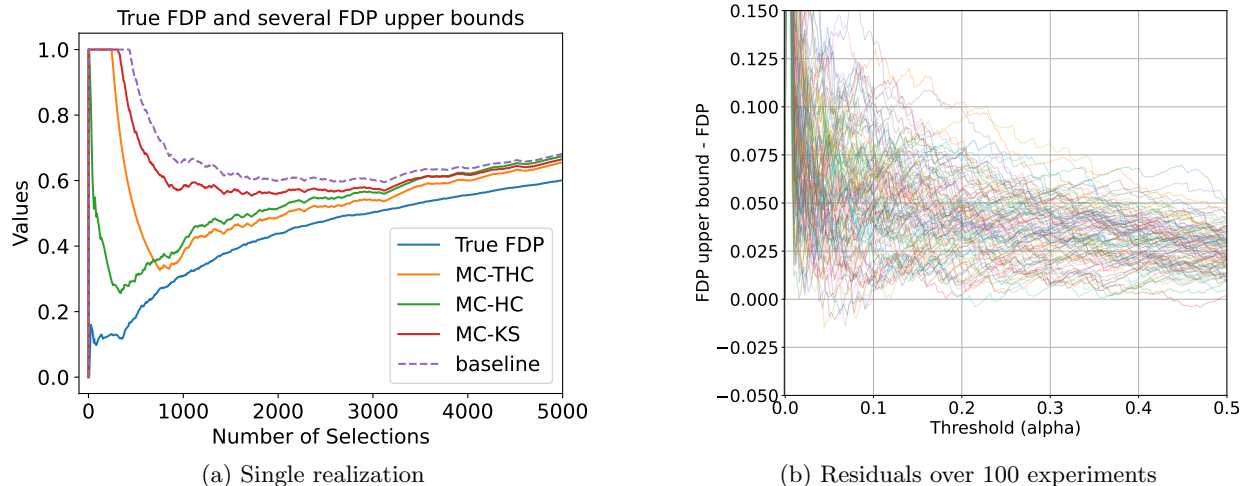 True FDP and several FDP upper bounds
Values
1.0
0.8
0.6
0.4
0.2
0.0
True FDP
MC-THC
MC-HC
MC-KS
baseline
0
1000
2000
3000
4000
5000
Number of Selections
(a) Single realization
FDP upper bound - FDP
0.150
0.125
0.100
0.075
0.050
0.025
0.000
−0.025
−0.050
0.0
0.1
0.2
0.3
0.4
0.5
Threshold (alpha)
(b) Residuals over 100 experiments